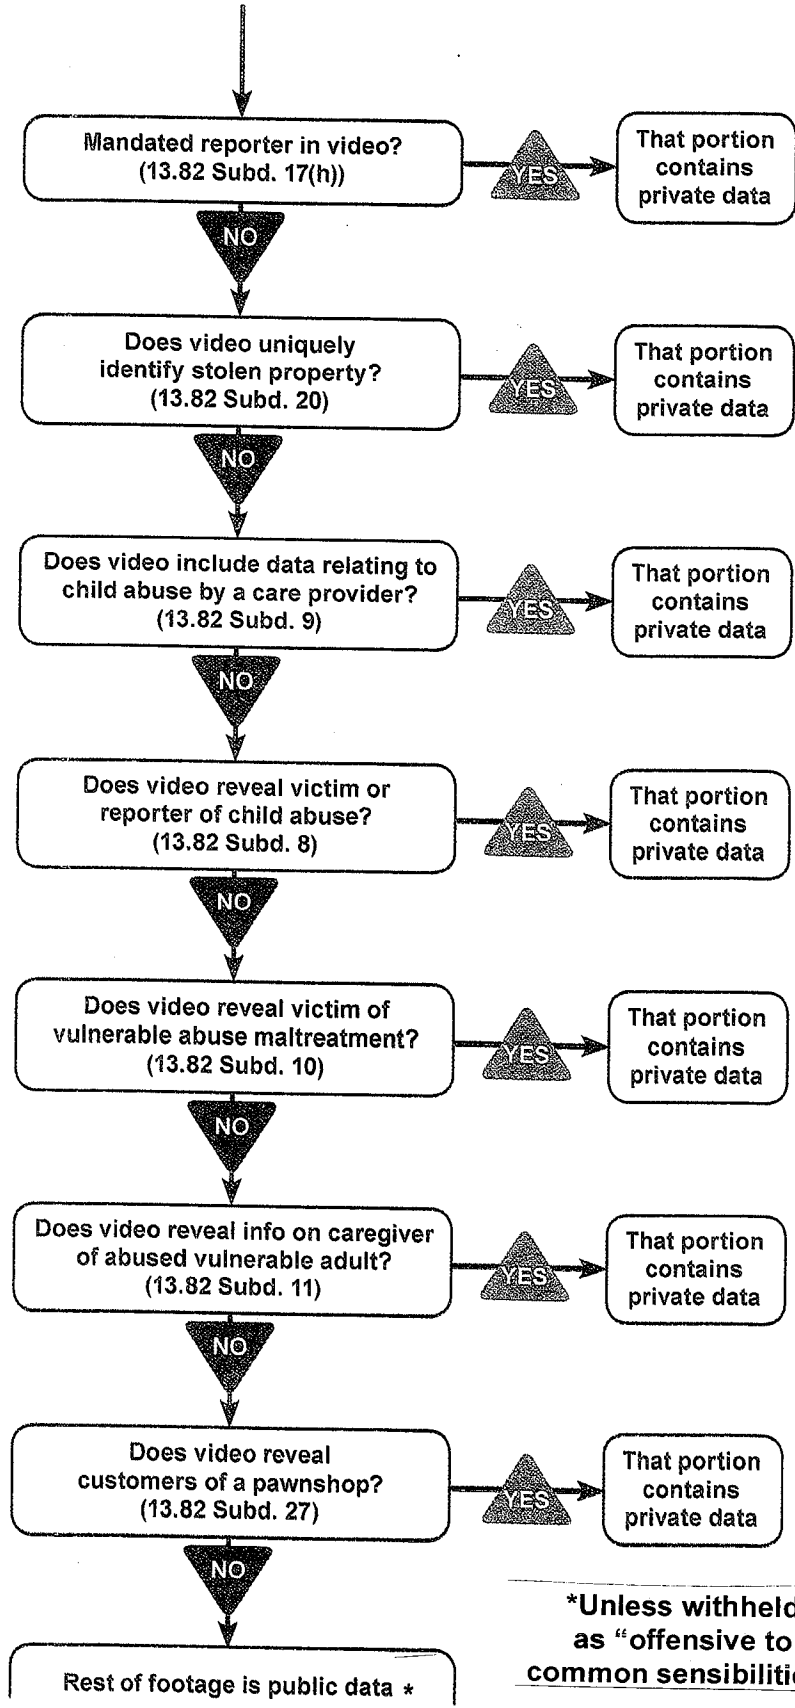 Mandated reporter in video?
(13.82 Subd. 17(h))
YES
That portion
contains
private data
NO
Does video uniquely
identify stolen property?
(13.82 Subd. 20)
YES
That portion
contains
private data
NO
Does video include data relating to
child abuse by a care provider?
(13.82 Subd. 9)
YES
That portion
contains
private data
NO
Does video reveal victim or
reporter of child abuse?
(13.82 Subd. 8)
YES
That portion
contains
private data
NO
Does video reveal victim of
vulnerable abuse maltreatment?
(13.82 Subd. 10)
YES
That portion
contains
private data
NO
Does video reveal info on caregiver
of abused vulnerable adult?
(13.82 Subd. 11)
YES
That portion
contains
private data
NO
Does video reveal
customers of a pawnshop?
(13.82 Subd. 27)
YES
That portion
contains
private data
NO
Rest of footage is public data *
*Unless withheld
as “offensive to
common